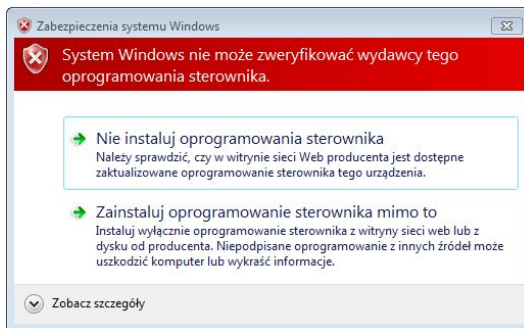 Zabezpieczenia systemu Windows
System Windows nie może zweryfikować wydawcy tego
oprogramowania sterownika.
Nie instaluj oprogramowania sterownika
Należy sprawdzić, czy w witrynie sieci Web producenta jest dostępne
zaktualizowane oprogramowanie sterownika tego urządzenia.
Zainstaluj oprogramowanie sterownika mimo to
Instaluj wyłącznie oprogramowanie sterownika z witryny sieci web lub z
dysku od producenta. Niepodpisane oprogramowanie z innych źródeł może
uszkodzić komputer lub wykraść informacje.
Zobacz szczegóły